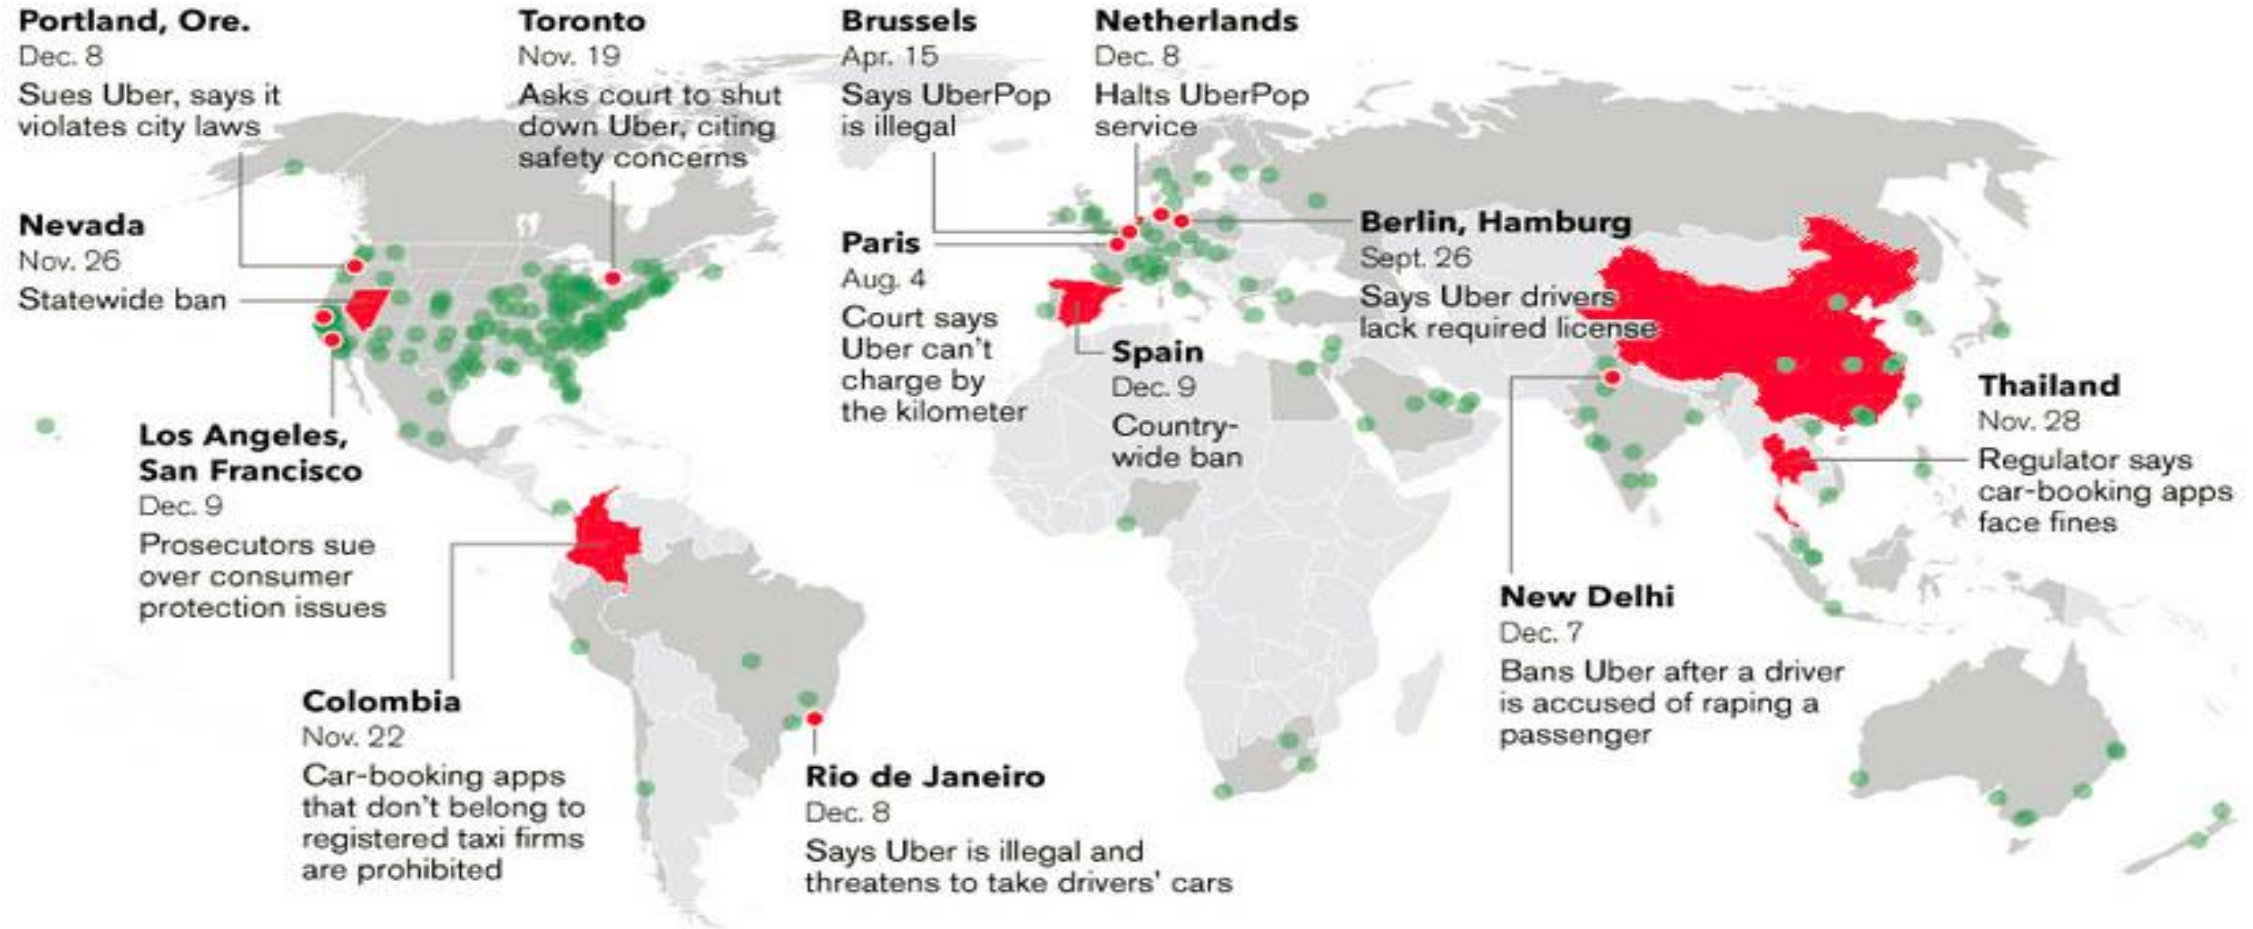 Portland, Ore.
Dec. 8
Sues Uber, says it
violates city laws
Toronto
Nov. 19
Asks court to shut
down Uber, citing
safety concerns
Brussels
Apr. 15
Says UberPop
is illegal
Netherlands
Dec. 8
Halts UberPop
service
Nevada
Nov. 26
Statewide ban
Paris
Aug. 4
Court says
Uber can't
charge by
the kilometer
Berlin, Hamburg
Sept. 26
Says Uber drivers
lack required license
Spain
Dec. 9
Country-
wide ban
Thailand
Nov. 28
Regulator says
car-booking apps
face fines
Los Angeles,
San Francisco
Dec. 9
Prosecutors sue
over consumer
protection issues
New Delhi
Dec. 7
Bans Uber after a driver
is accused of raping a
passenger
Colombia
Nov. 22
Car-booking apps
that don't belong to
registered taxi firms
are prohibited
Rio de Janeiro
Dec. 8
Says Uber is illegal and
threatens to take drivers' cars